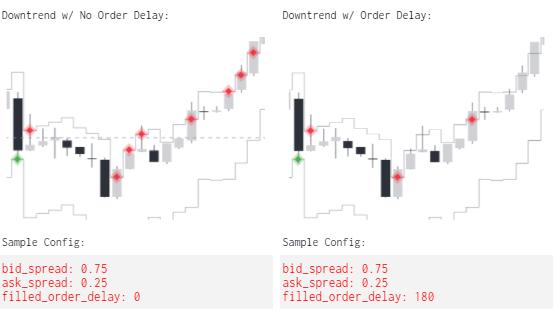 Downtrend w/ No Order Delay:
Downtrend w/ Order Delay:
Sample Config:
bid_spread: 0.75
ask_spread: 0.25
filled_order_delay: 0
Sample Config:
bid_spread: 0.75
ask_spread: 0.25
filled_order_delay: 180